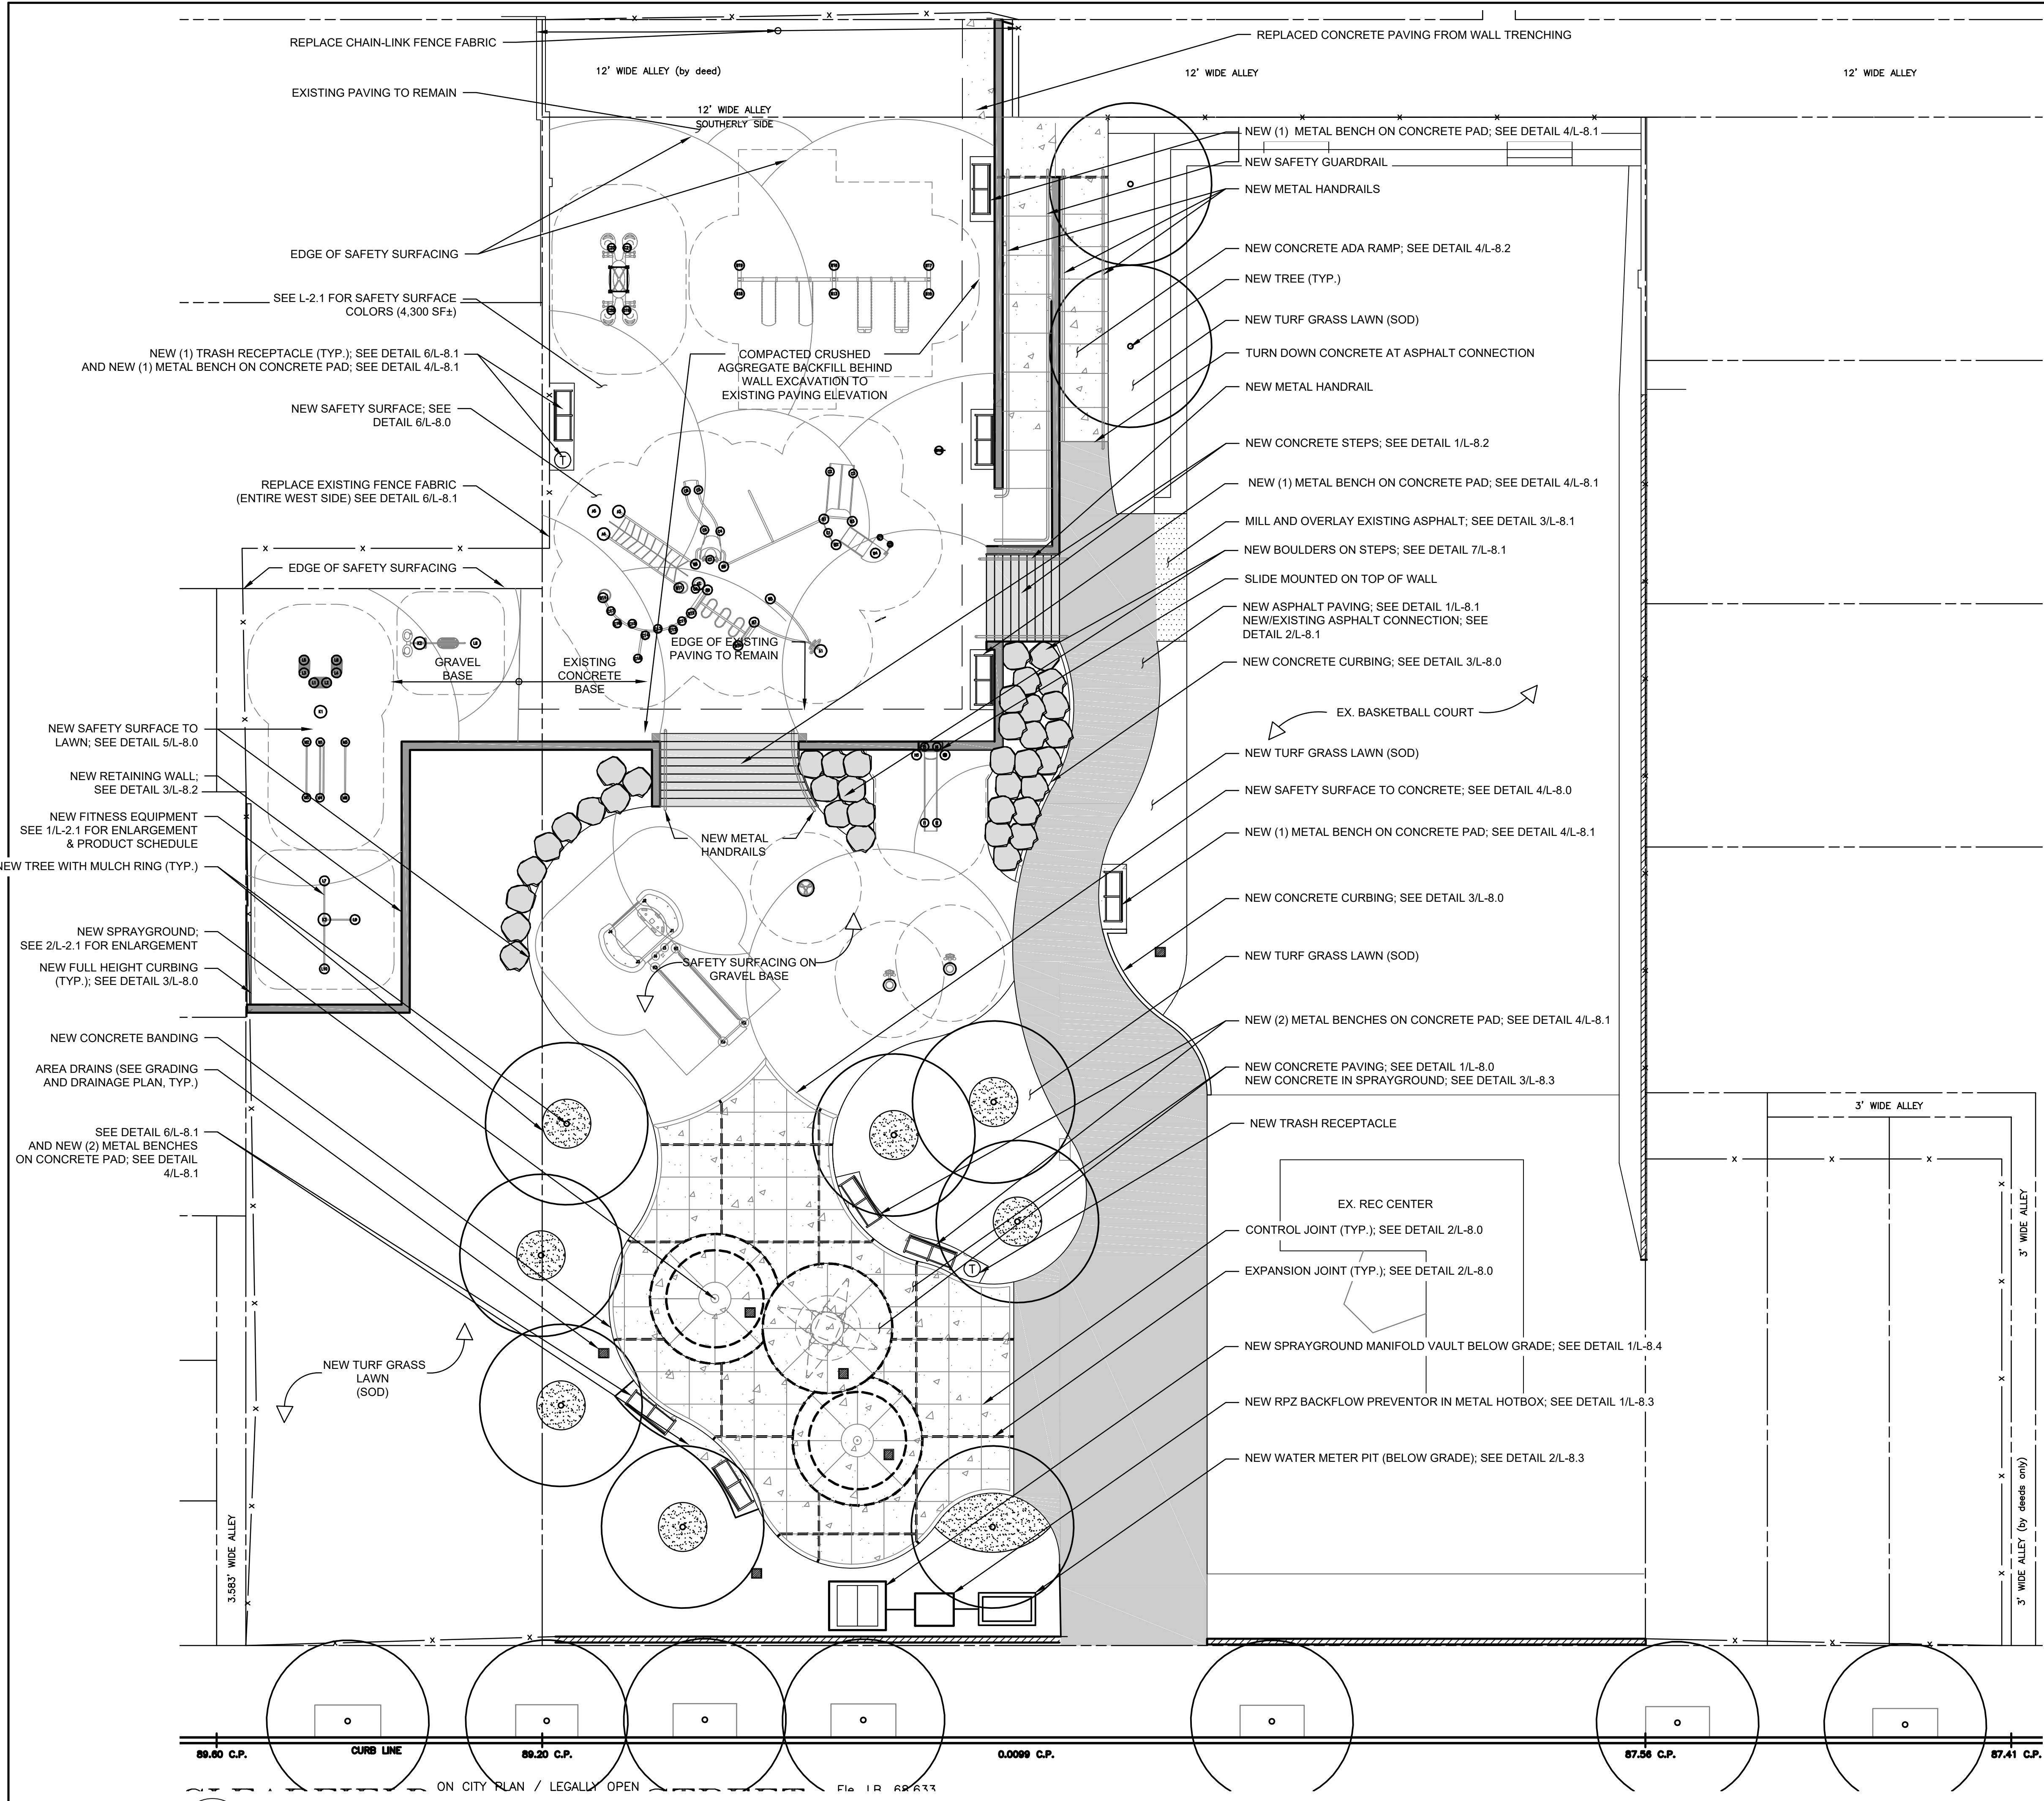 REPLACE CHAIN-LINK FENCE FABRIC
12' WIDE ALLEY (by deed)
EXISTING PAVING TO REMAIN
12' WIDE ALLEY
SOUTHERLY SIDE
EDGE OF SAFETY SURFACING
SEE L-2.1 FOR SAFETY SURFACE
COLORS (4,300 SF±)
NEW (1) TRASH RECEPTACLE (TYP.); SEE DETAIL 6/L-8.1
AND NEW (1) METAL BENCH ON CONCRETE PAD; SEE DETAIL 4/L-8.1
NEW SAFETY SURFACE; SEE
DETAIL 6/L-8.0
REPLACE EXISTING FENCE FABRIC
(ENTIRE WEST SIDE) SEE DETAIL 6/L-8.1
EDGE OF SAFETY SURFACING
COMPACTED CRUSHED
AGGREGATE BACKFILL BEHIND
WALL EXCAVATION TO
EXISTING PAVING ELEVATION
GRAVEL
BASE
EXISTING
CONCRETE
BASE
EDGE OF EXISTING
PAVING TO REMAIN
NEW SAFETY SURFACE TO
LAWN; SEE DETAIL 5/L-8.0
NEW RETAINING WALL;
SEE DETAIL 3/L-8.2
NEW FITNESS EQUIPMENT
SEE 1/L-2.1 FOR ENLARGEMENT
& PRODUCT SCHEDULE
NEW TREE WITH MULCH RING (TYP.)
NEW SPRAYGROUND;
SEE 2/L-2.1 FOR ENLARGEMENT
NEW FULL HEIGHT CURBING
(TYP.); SEE DETAIL 3/L-8.0
NEW CONCRETE BANDING
AREA DRAINS (SEE GRADING
AND DRAINAGE PLAN, TYP.)
SEE DETAIL 6/L-8.1
AND NEW (2) METAL BENCHES
ON CONCRETE PAD; SEE DETAIL
4/L-8.1
NEW METAL
HANDRAILS
SAFETY SURFACING ON
GRAVEL BASE
NEW TURF GRASS
LAWN
(SOD)
3.583' WIDE ALLEY
T
T
REPLACED CONCRETE PAVING FROM WALL TRENCHING
12' WIDE ALLEY
12' WIDE ALLEY
NEW (1) METAL BENCH ON CONCRETE PAD; SEE DETAIL 4/L-8.1
NEW SAFETY GUARDRAIL
NEW METAL HANDRAILS
NEW CONCRETE ADA RAMP; SEE DETAIL 4/L-8.2
NEW TREE (TYP.)
NEW TURF GRASS LAWN (SOD)
TURN DOWN CONCRETE AT ASPHALT CONNECTION
NEW METAL HANDRAIL
NEW CONCRETE STEPS; SEE DETAIL 1/L-8.2
NEW (1) METAL BENCH ON CONCRETE PAD; SEE DETAIL 4/L-8.1
MILL AND OVERLAY EXISTING ASPHALT; SEE DETAIL 3/L-8.1
NEW BOULDERS ON STEPS; SEE DETAIL 7/L-8.1
SLIDE MOUNTED ON TOP OF WALL
NEW ASPHALT PAVING; SEE DETAIL 1/L-8.1
NEW/EXISTING ASPHALT CONNECTION; SEE
DETAIL 2/L-8.1
NEW CONCRETE CURBING; SEE DETAIL 3/L-8.0
EX. BASKETBALL COURT
NEW TURF GRASS LAWN (SOD)
NEW SAFETY SURFACE TO CONCRETE; SEE DETAIL 4/L-8.0
NEW (1) METAL BENCH ON CONCRETE PAD; SEE DETAIL 4/L-8.1
NEW CONCRETE CURBING; SEE DETAIL 3/L-8.0
NEW TURF GRASS LAWN (SOD)
NEW (2) METAL BENCHES ON CONCRETE PAD; SEE DETAIL 4/L-8.1
NEW CONCRETE PAVING; SEE DETAIL 1/L-8.0
NEW CONCRETE IN SPRAYGROUND; SEE DETAIL 3/L-8.3
NEW TRASH RECEPTACLE
EX. REC CENTER
CONTROL JOINT (TYP.); SEE DETAIL 2/L-8.0
EXPANSION JOINT (TYP.); SEE DETAIL 2/L-8.0
NEW SPRAYGROUND MANIFOLD VAULT BELOW GRADE; SEE DETAIL 1/L-8.4
NEW RPZ BACKFLOW PREVENTOR IN METAL HOTBOX; SEE DETAIL 1/L-8.3
NEW WATER METER PIT (BELOW GRADE); SEE DETAIL 2/L-8.3
3' WIDE ALLEY
3' WIDE ALLEY
3' WIDE ALLEY (by deeds only)
89.60 C.P.
CURB LINE
89.20 C.P.
0.0099 C.P.
87.56 C.P.
87.41 C.P.
ON CITY PLAN / LEGALLY OPEN